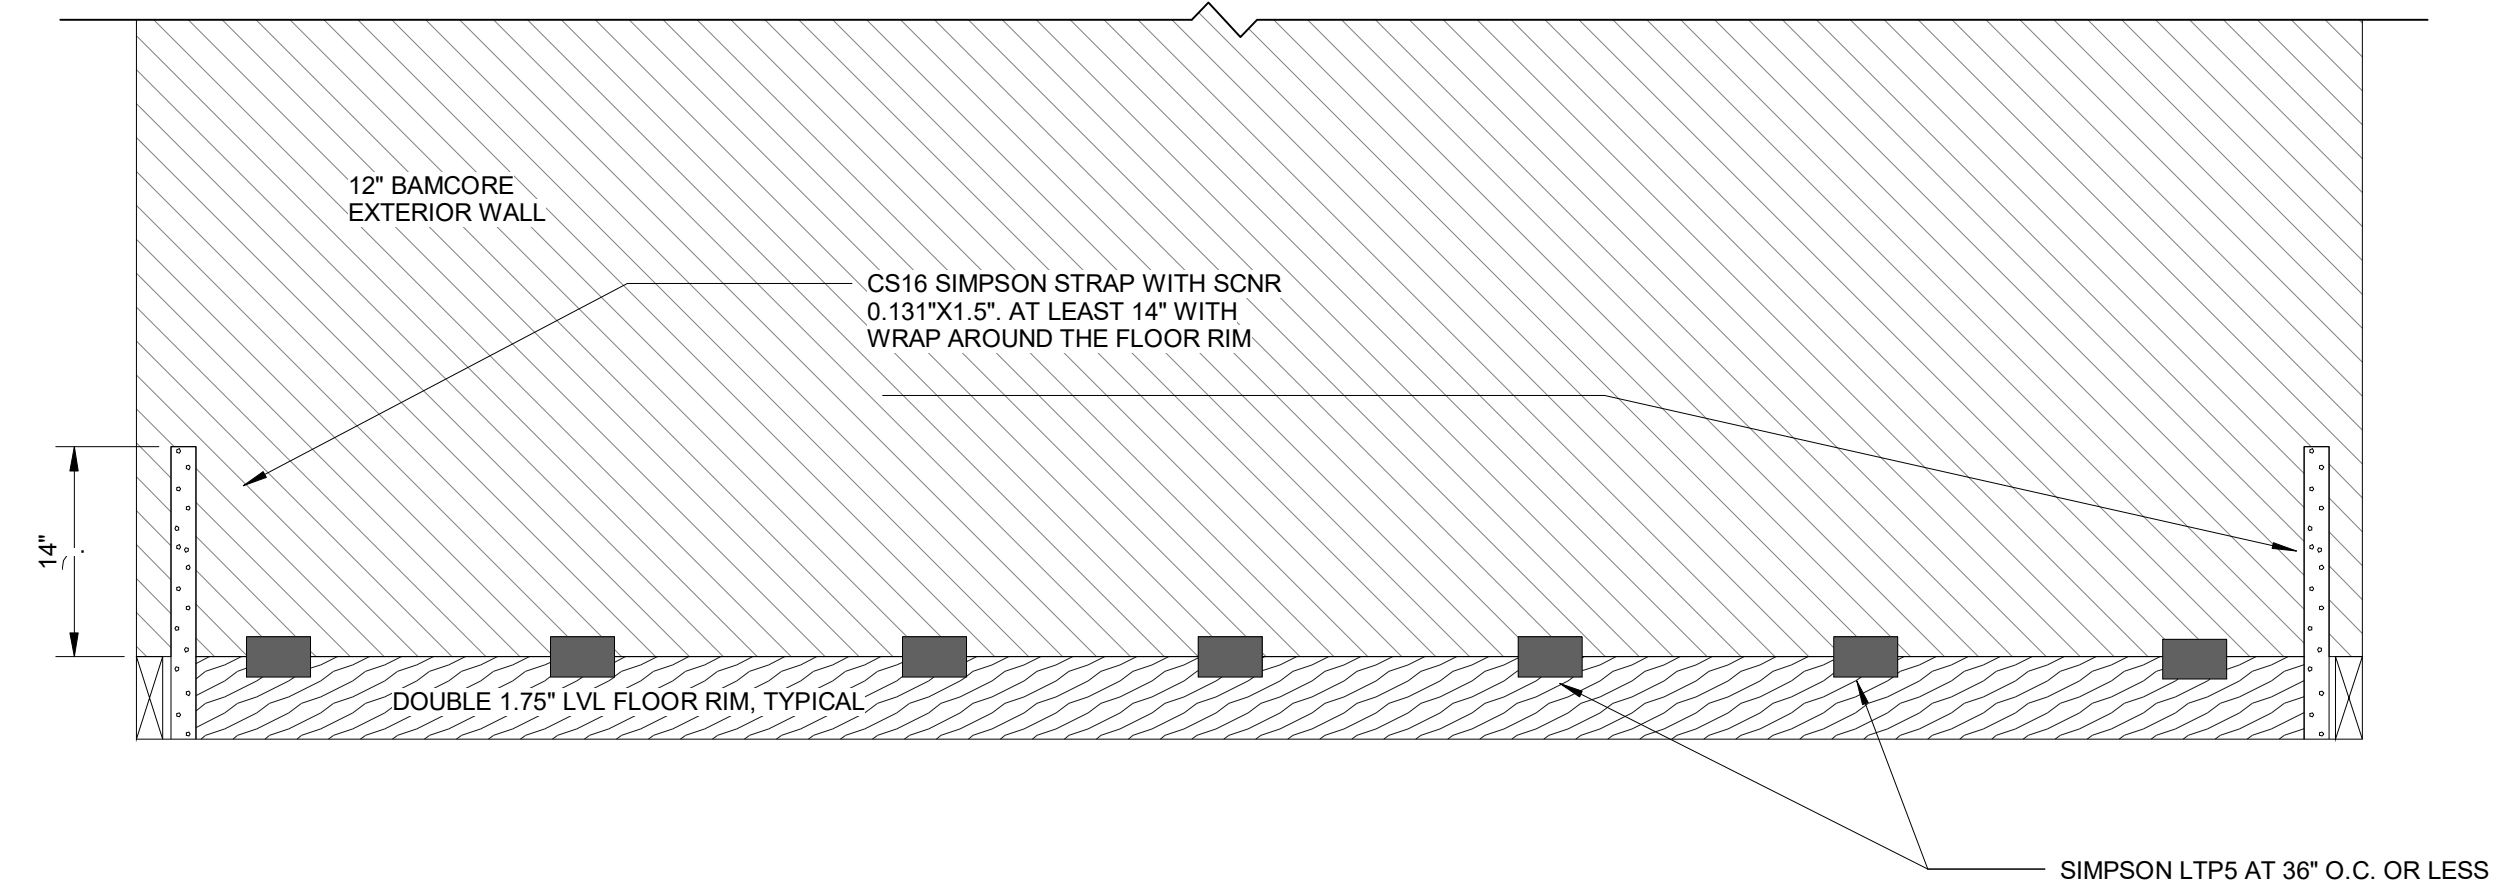 12" BAMCORE
EXTERIOR WALL
CS16 SIMPSON STRAP WITH SCNR
0.131"X1.5". AT LEAST 14" WITH
WRAP AROUND THE FLOOR RIM
14"
DOUBLE 1.75" LVL FLOOR RIM, TYPICAL
SIMPSON LTP5 AT 36" O.C. OR LESS